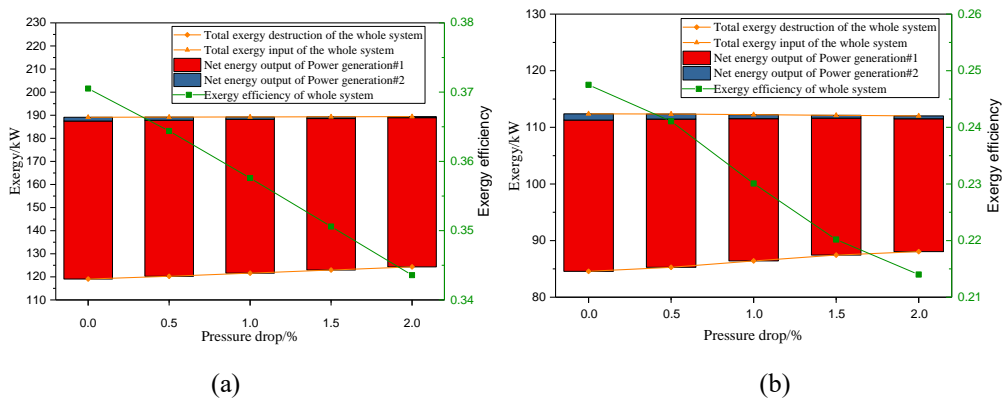 230
220
210
200
190
180
170
160
150
140
130
120
110
Exergy/kW
Total exergy destruction of the whole system
Total exergy input of the whole system
Net energy output of Power generation#1
Net energy output of Power generation#2
Exergy efficiency of whole system
0.38
0.37
0.36
0.35
0.34
Exergy efficiency
0.0 0.5 1.0 1.5 2.0
Pressure drop/%
(a)
130
120
110
100
90
80
Exergy/kW
Total exergy destruction of the whole system
Total exergy input of the whole system
Net energy output of Power generation#1
Net energy output of Power generation#2
Exergy efficiency of whole system
0.26
0.25
0.24
0.23
0.22
0.21
Exergy efficiency
0.0 0.5 1.0 1.5 2.0
Pressure drop/%
(b)